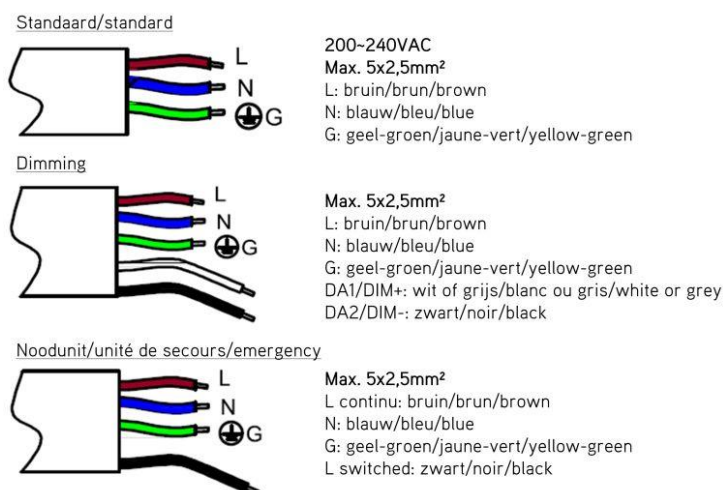 Standaard/standard
L
N
G
200~240VAC
Max. 5x2,5mm²
L: bruin/brun/brown
N: blauw/bleu/blue
G: geel-groen/jaune-vert/yellow-green
Dimming
L
N
G
Max. 5x2,5mm²
L: bruin/brun/brown
N: blauw/bleu/blue
G: geel-groen/jaune-vert/yellow-green
DA1/DIM+: wit of grijs/blanc ou gris/white or grey
DA2/DIM-: zwart/noir/black
Noodunit/unité de secours/emergency
L
N
G
Max. 5x2,5mm²
L continu: bruin/brun/brown
N: blauw/bleu/blue
G: geel-groen/jaune-vert/yellow-green
L switched: zwart/noir/black